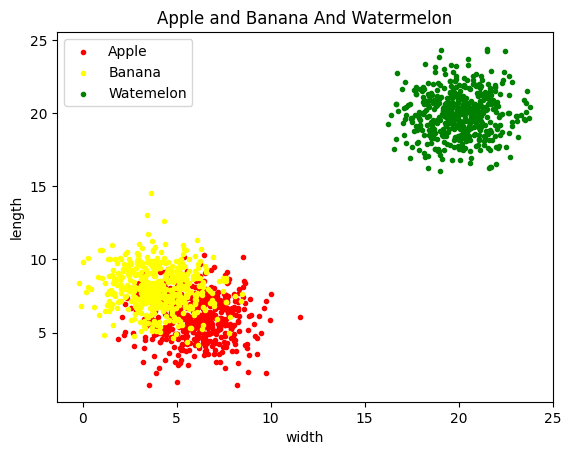 Apple and Banana And Watermelon
25
Apple
Banana
Watemelon
20
15
length
10
5
0 5 10 15 20 25
width